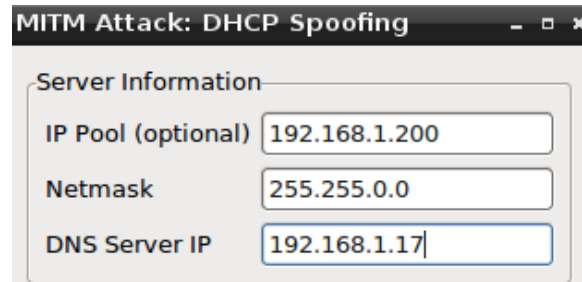 MITM Attack: DHCP Spoofing
Server Information
IP Pool (optional) 192.168.1.200
Netmask 255.255.0.0
DNS Server IP 192.168.1.17